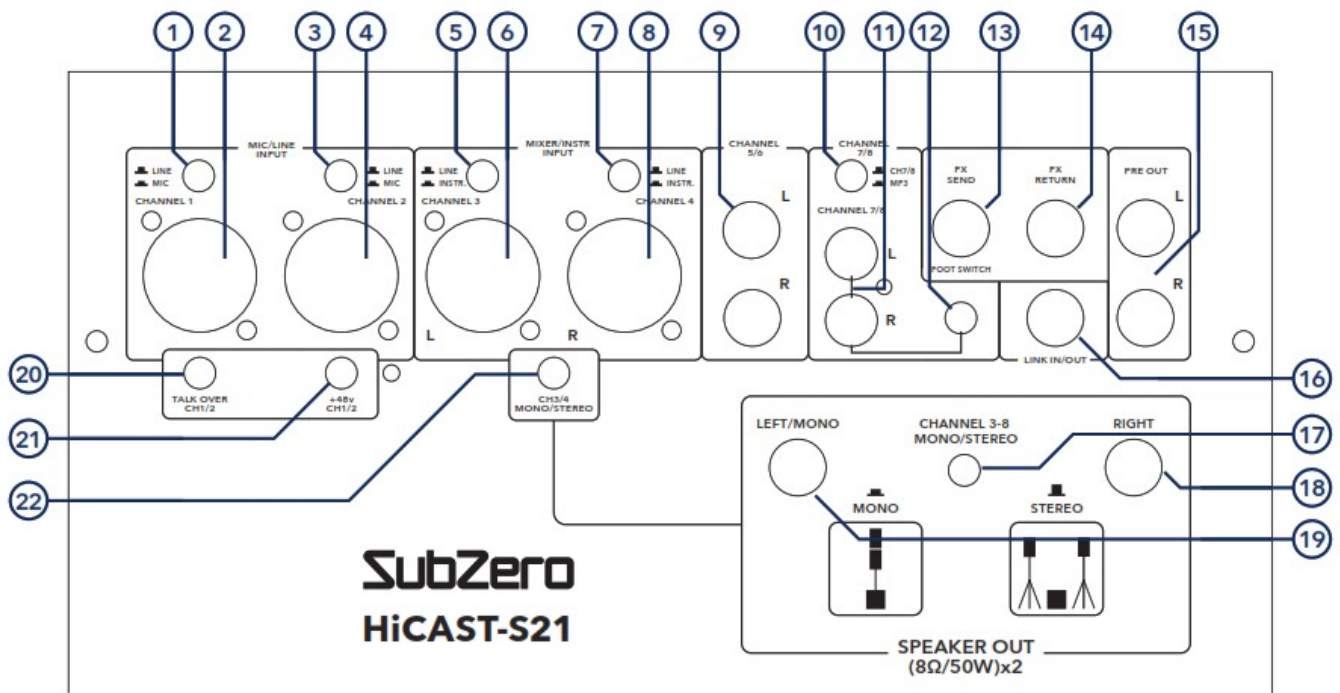 1 2 3 4 5 6 7 8 9 10 11 12 13 14 15
MIC/LINE
INPUT
LINE
MIC
CHANNEL 1
LINE
MIC
CHANNEL 2
MIXER/INSTR
INPUT
LINE
INSTR.
CHANNEL 3
LINE
INSTR.
CHANNEL 4
L
R
CHANNEL
5/6
L
R
CHANNEL
7/8
CH7/8
MP3
CHANNEL 7/8
L
R
FX
SEND
FX
RETURN
FOOT SWITCH
LINK IN/OUT
PRE OUT
L
R
20
TALK OVER
CH1/2
+48v
CH1/2
CH3/4
MONO/STEREO
16
21
22
LEFT/MONO
CHANNEL 3-8
MONO/STEREO
RIGHT
17
18
MONO
STEREO
19
SubZero
HiCAST-S21
SPEAKER OUT
(8Ω/50W)x2